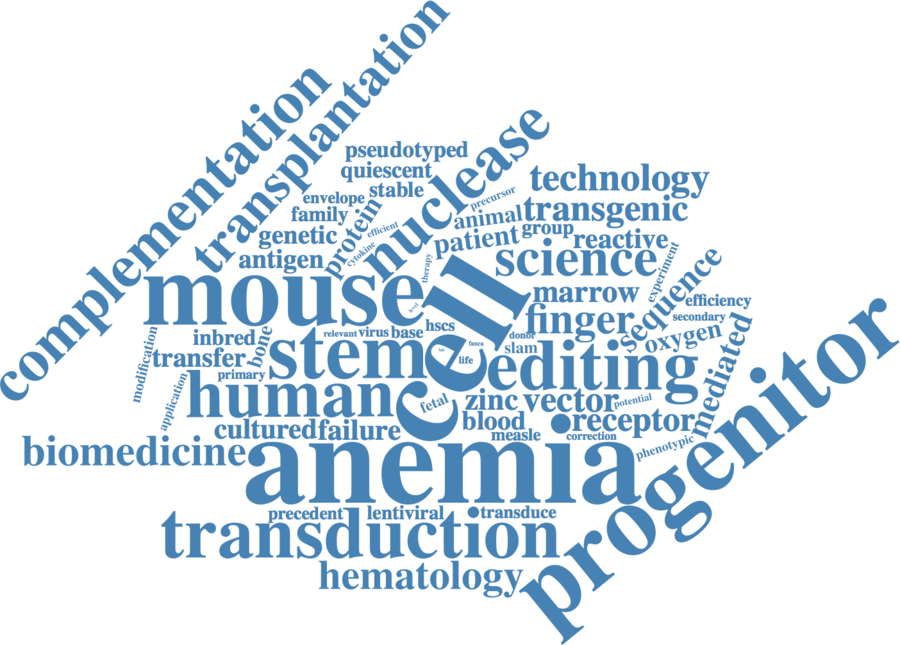 complementation
transplantation
pseudotyped
quiescent
stable
envelope
family
genetic
antigen
protein
efficient
cytokine
nuclease
precursor
technology
animal
transgenic
patient
group
reactive
therapy
science
experiment
sequence
mouse
level
cell
marrow
efficiency
finger
secondary
oxygen
modification
inbred
bone
relevant
virus
base
hscs
donor
slam
fanca
life
transfer
stem
primary
editing
mediated
application
human
fetal
zinc
vector
potential
progenitor
cultured
failure
blood
receptor
measle
correction
phenotypic
biomedicine
anemia
precedent
lentiviral
transduce
transduction
hematology